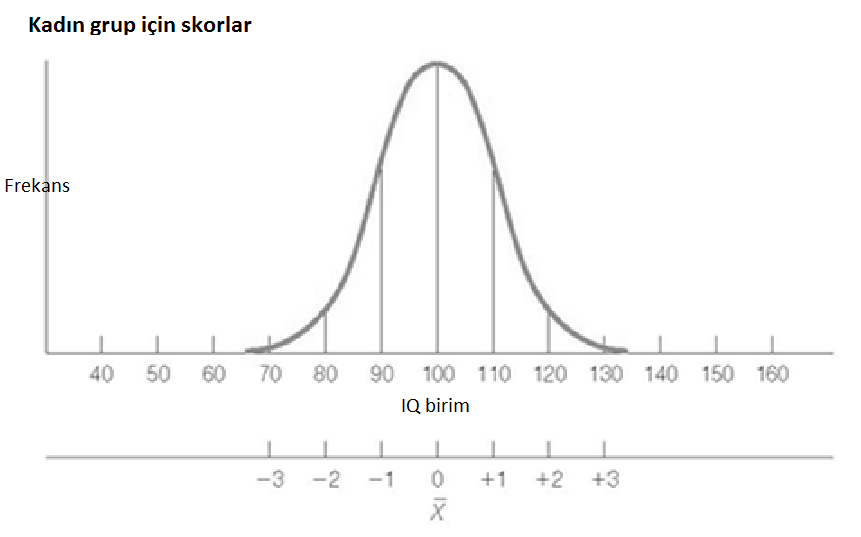 Kadın grup için skorlar
Frekans
40 50 60 70 80 90 100 110 120 130 140 150 160
IQ birim
−3 −2 −1 0 +1 +2 +3
X̄